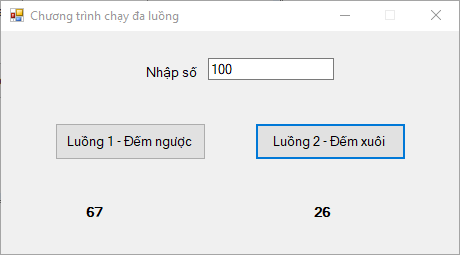 Chương trình chạy đa luồng
Nhập số 100
Luồng 1 - Đếm ngược Luồng 2 - Đếm xuôi
67 26